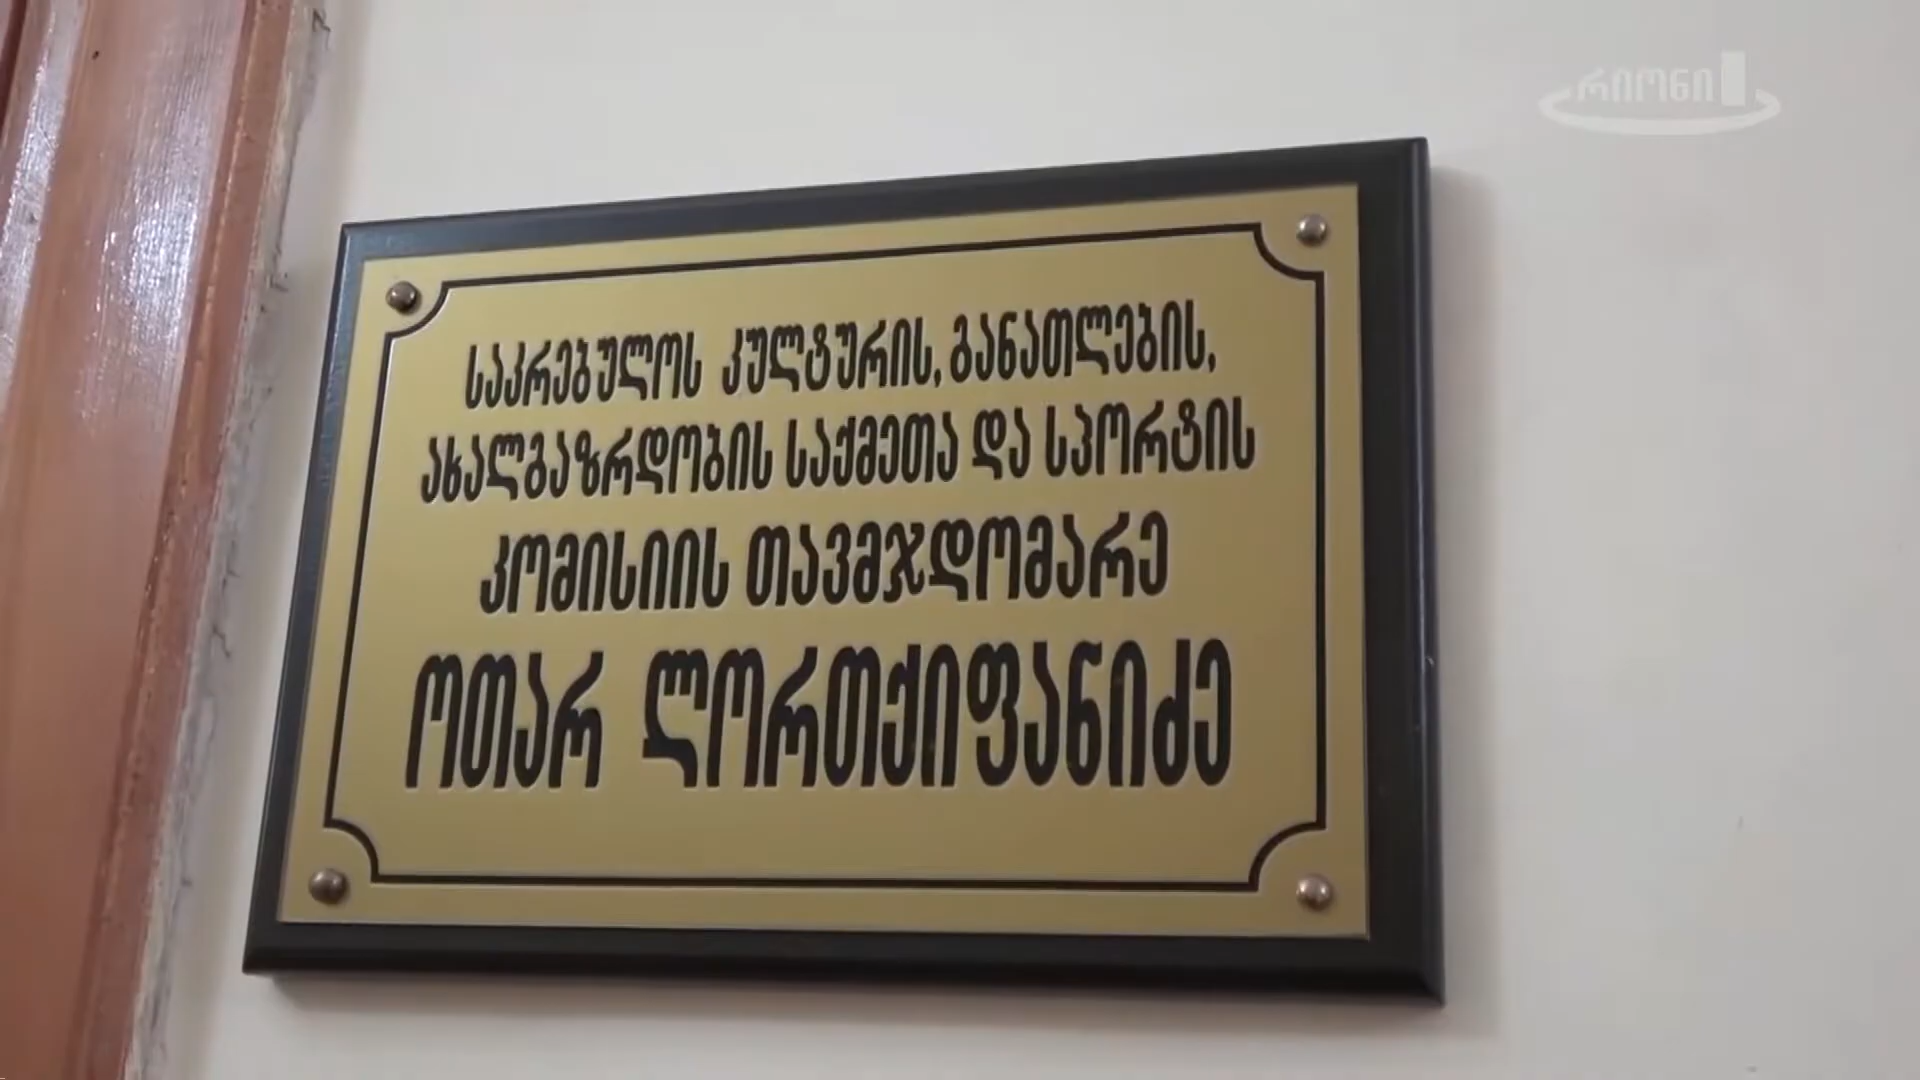 რიონი
საკრებულოს კულტურის, განათლების,
ახალგაზრდობის საქმეთა და სპორტის
კომისიის თავმჯდომარე
ოთარ ლორთქიფანიძე